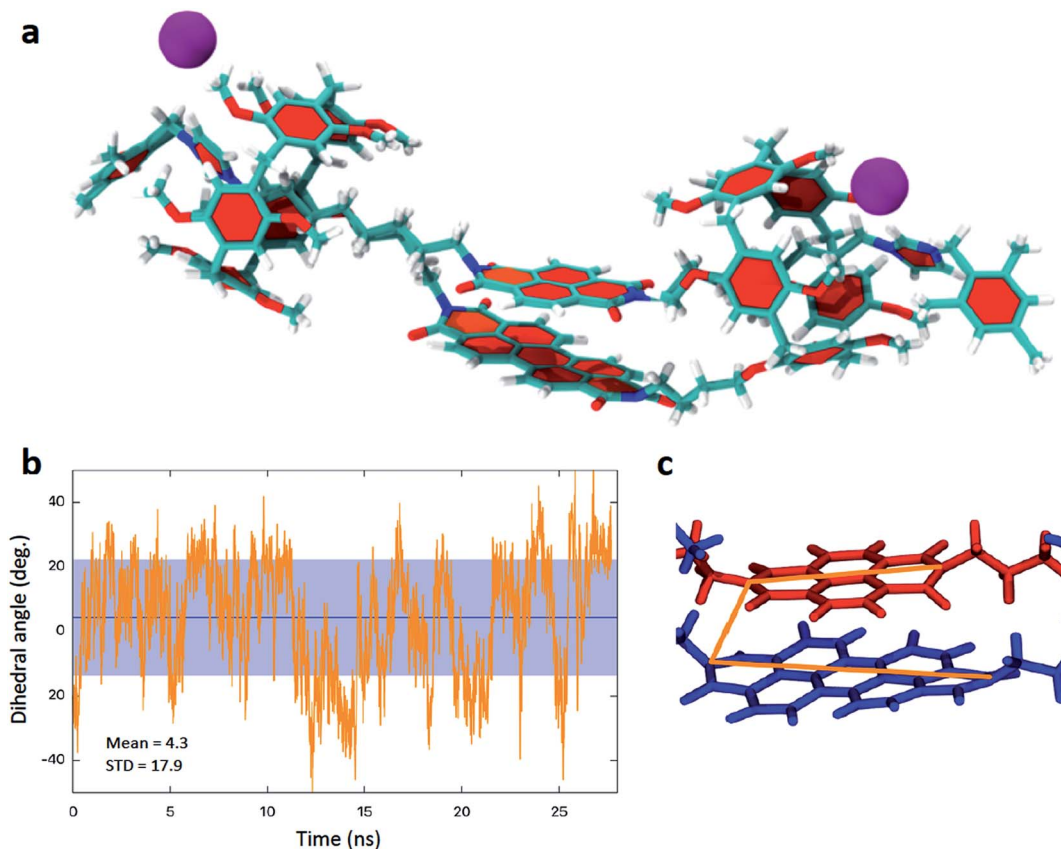 a
b
c
Dihedral angle (deg.)
40
20
0
20
-40
Mean = 4.3
STD = 17.9
0 5 10 15 20 25
Time (ns)